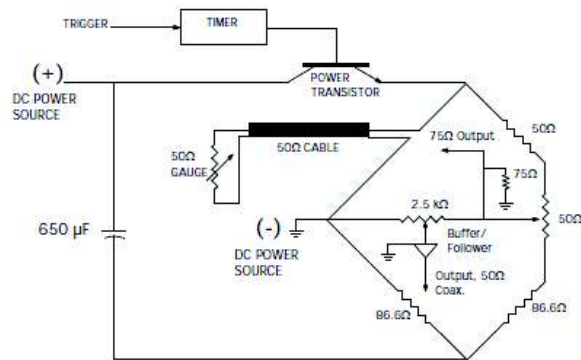 TRIGGER
TIMER
(+)
DC POWER
SOURCE
POWER
TRANSISTOR
50Ω
GAUGE
50Ω CABLE
75Ω Output
50Ω
75Ω
2.5 kΩ
50Ω
650 µF
(-)
DC POWER
SOURCE
Buffer/
Follower
Output, 50Ω
Coax.
86.6Ω
86.6Ω